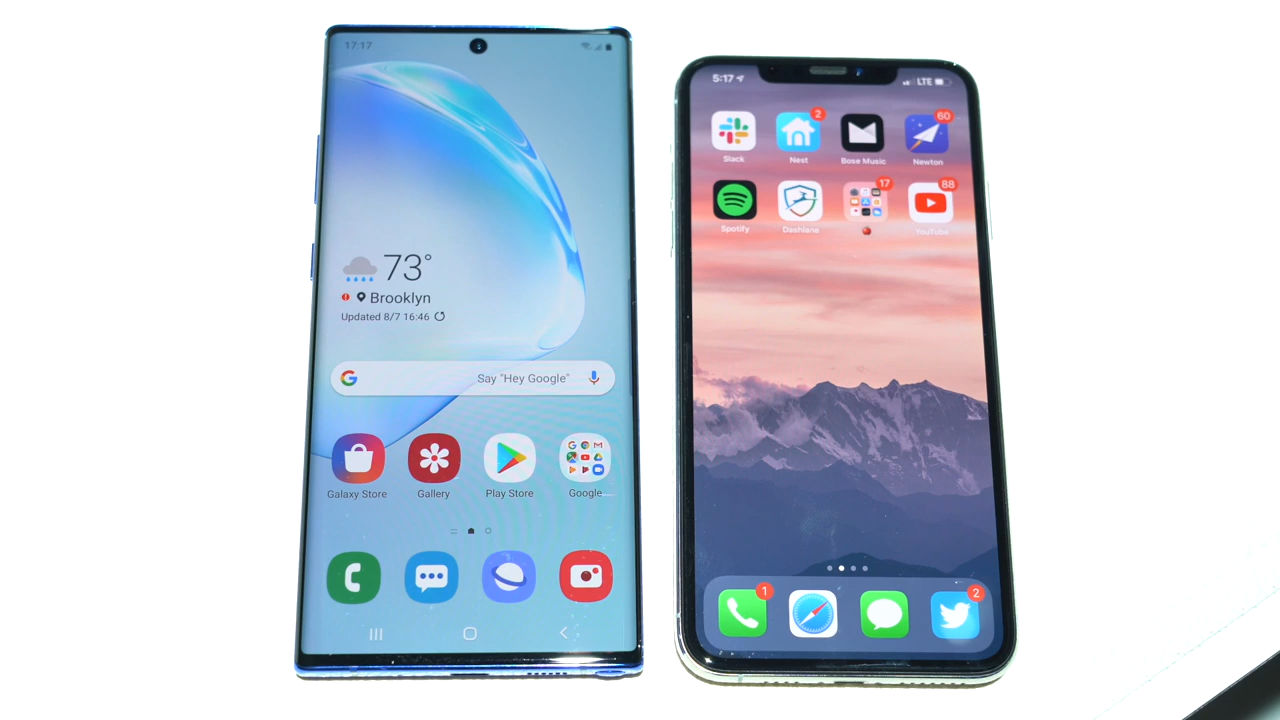 17:17
73°
Brooklyn
Updated 8/7 16:46
Say "Hey Google"
Galaxy Store
Gallery
Play Store
Google
5:17
LTE
2
60
Slack
Nest
Bose Music
Newton
17
88
Spotify
Dashlane
YouTube
1
2